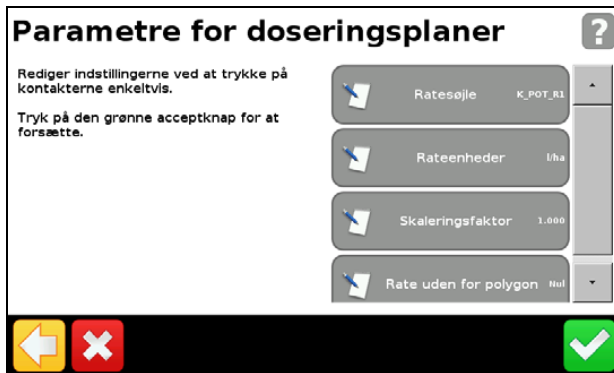 Parametre for doseringsplaner
?
Rediger indstillingerne ved at trykke på
kontakterne enkeltvis.
Tryk på den grønne acceptknap for at
forsætte.
Ratesøjle K_POT_R1
Rateenheder l/ha
Skaleringsfaktor 1.000
Rate uden for polygon Nul